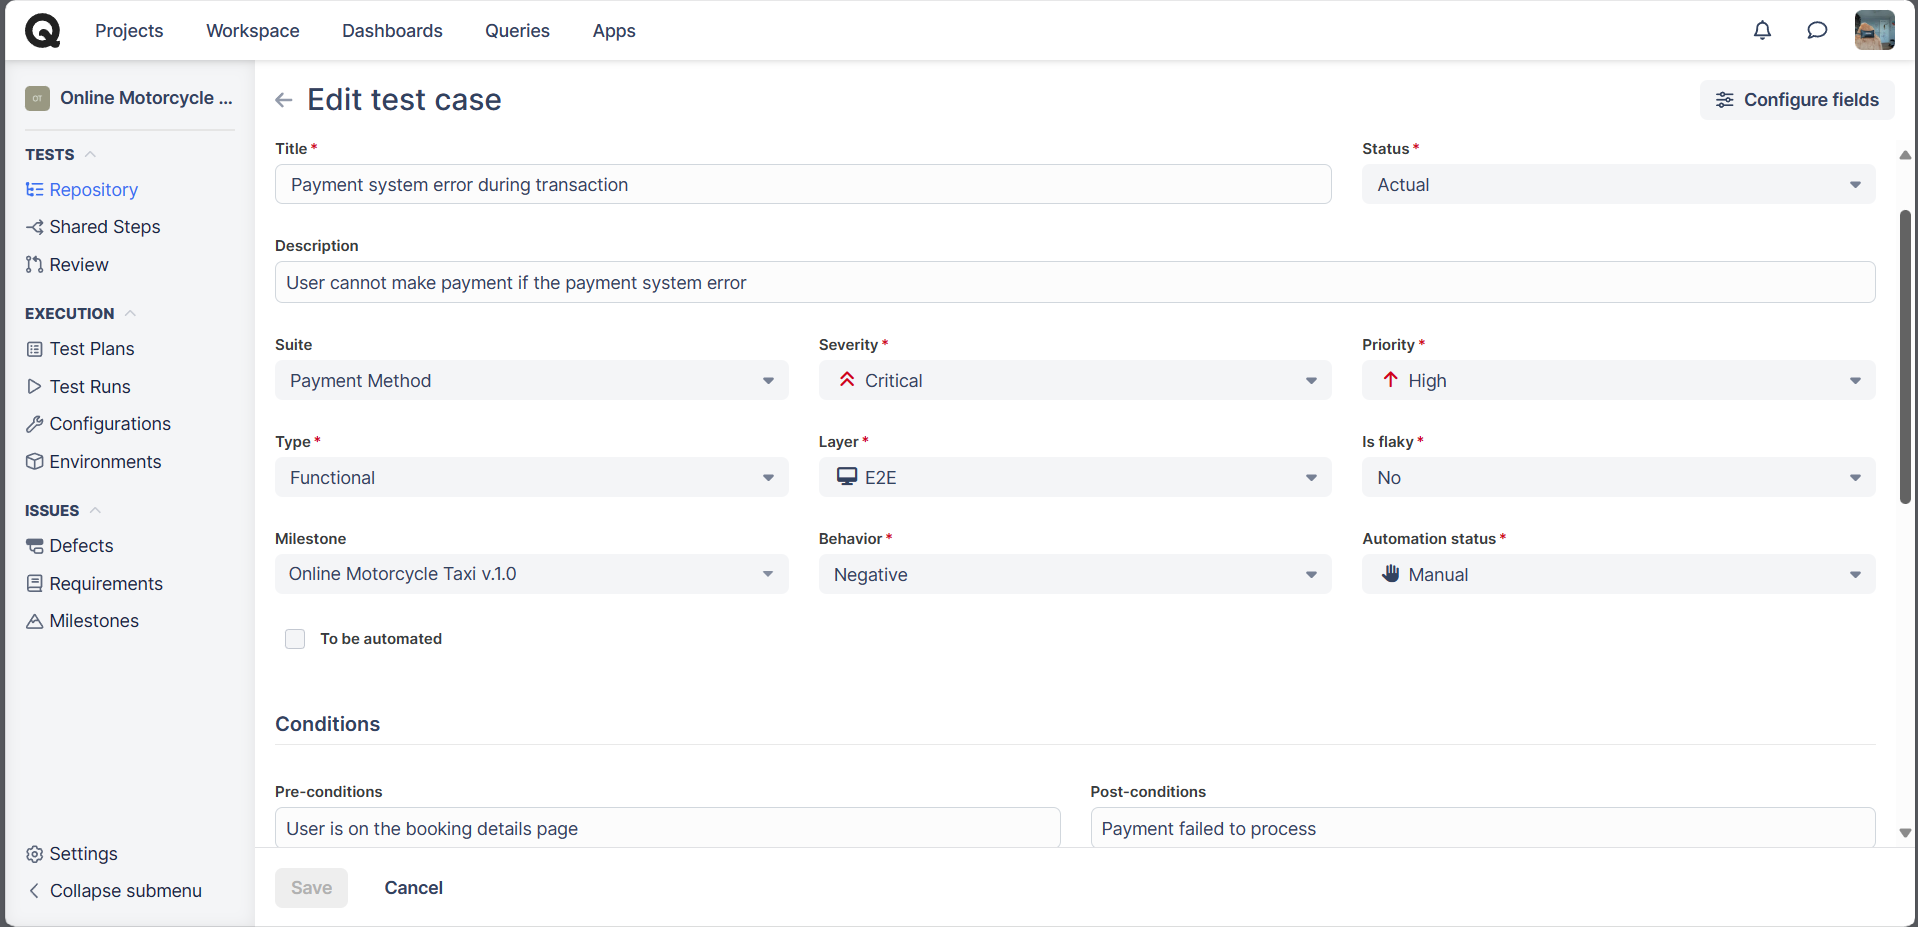 Projects Workspace Dashboards Queries Apps
OT Online Motorcycle ...
TESTS
Repository
Shared Steps
Review
EXECUTION
Test Plans
Test Runs
Configurations
Environments
ISSUES
Defects
Requirements
Milestones
Settings
Collapse submenu
Edit test case
Configure fields
Title*
Status*
Payment system error during transaction
Actual
Description
User cannot make payment if the payment system error
Suite
Severity*
Priority*
Payment Method
Critical
High
Type*
Layer*
Is flaky*
Functional
E2E
No
Milestone
Behavior*
Automation status*
Online Motorcycle Taxi v.1.0
Negative
Manual
To be automated
Conditions
Pre-conditions
Post-conditions
User is on the booking details page
Payment failed to process
Save
Cancel